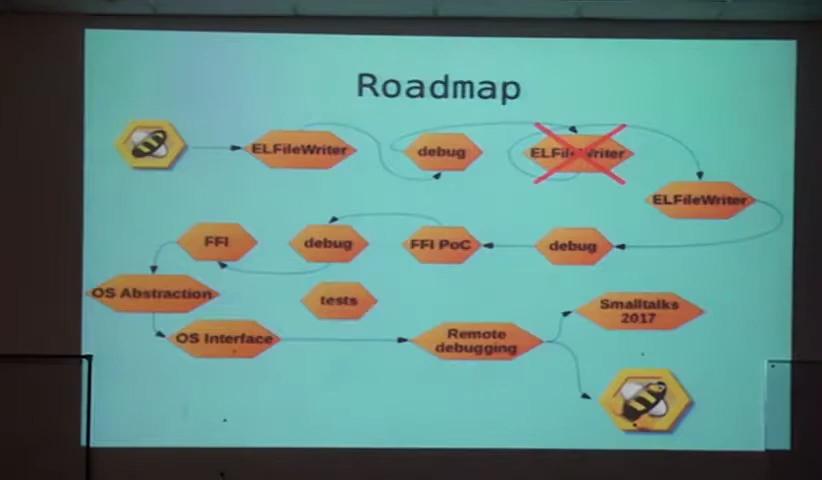 Roadmap
ELFileWriter
debug
ELFileWriter
ELFileWriter
FFI
debug
FFI PoC
debug
OS Abstraction
tests
OS Interface
Remote
debugging
Smalltalks
2017